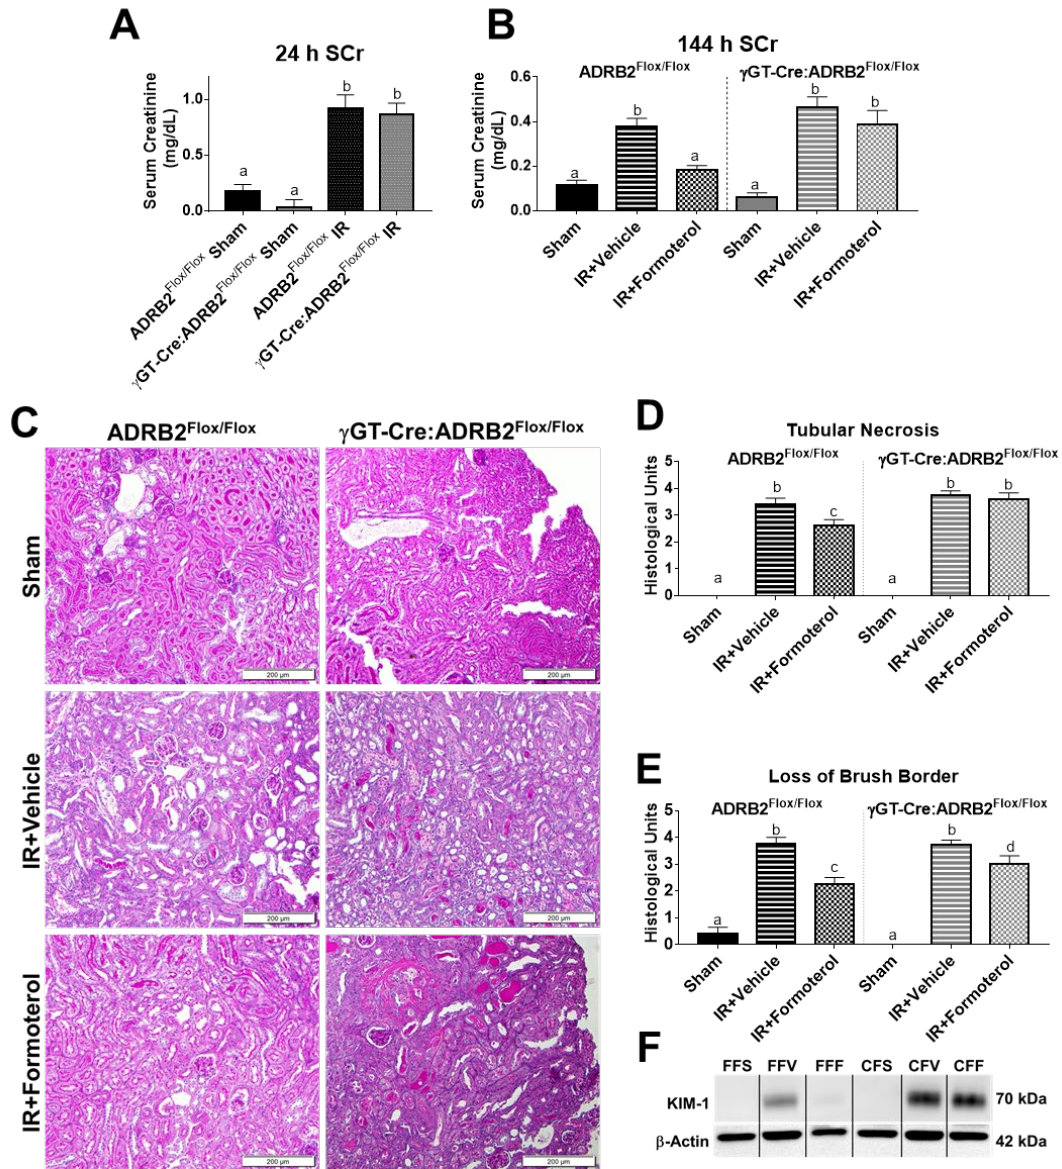 A
24 h SCr
Serum Creatinine
(mg/dL)
1.0
0.5
0.0
a
a
b
b
ADRB2Flox/Flox Sham
γGT-Cre:ADRB2Flox/Flox Sham
ADRB2Flox/Flox IR
γGT-Cre:ADRB2Flox/Flox IR
B
144 h SCr
ADRB2Flox/Flox
γGT-Cre:ADRB2Flox/Flox
Serum Creatinine
(mg/dL)
0.6
0.4
0.2
0.0
a
b
a
a
b
b
Sham
IR+Vehicle
IR+Formoterol
Sham
IR+Vehicle
IR+Formoterol
C
ADRB2Flox/Flox
γGT-Cre:ADRB2Flox/Flox
Sham
200 µm
200 µm
IR+Vehicle
200 µm
200 µm
IR+Formoterol
200 µm
200 µm
D
Tubular Necrosis
ADRB2Flox/Flox
γGT-Cre:ADRB2Flox/Flox
Histological Units
5
4
3
2
1
0
a
b
c
a
b
b
Sham
IR+Vehicle
IR+Formoterol
Sham
IR+Vehicle
IR+Formoterol
E
Loss of Brush Border
ADRB2Flox/Flox
γGT-Cre:ADRB2Flox/Flox
Histological Units
5
4
3
2
1
0
a
b
c
a
b
d
Sham
IR+Vehicle
IR+Formoterol
Sham
IR+Vehicle
IR+Formoterol
F
FFS FFV FFF CFS CFV CFF
KIM-1 70 kDa
β-Actin 42 kDa